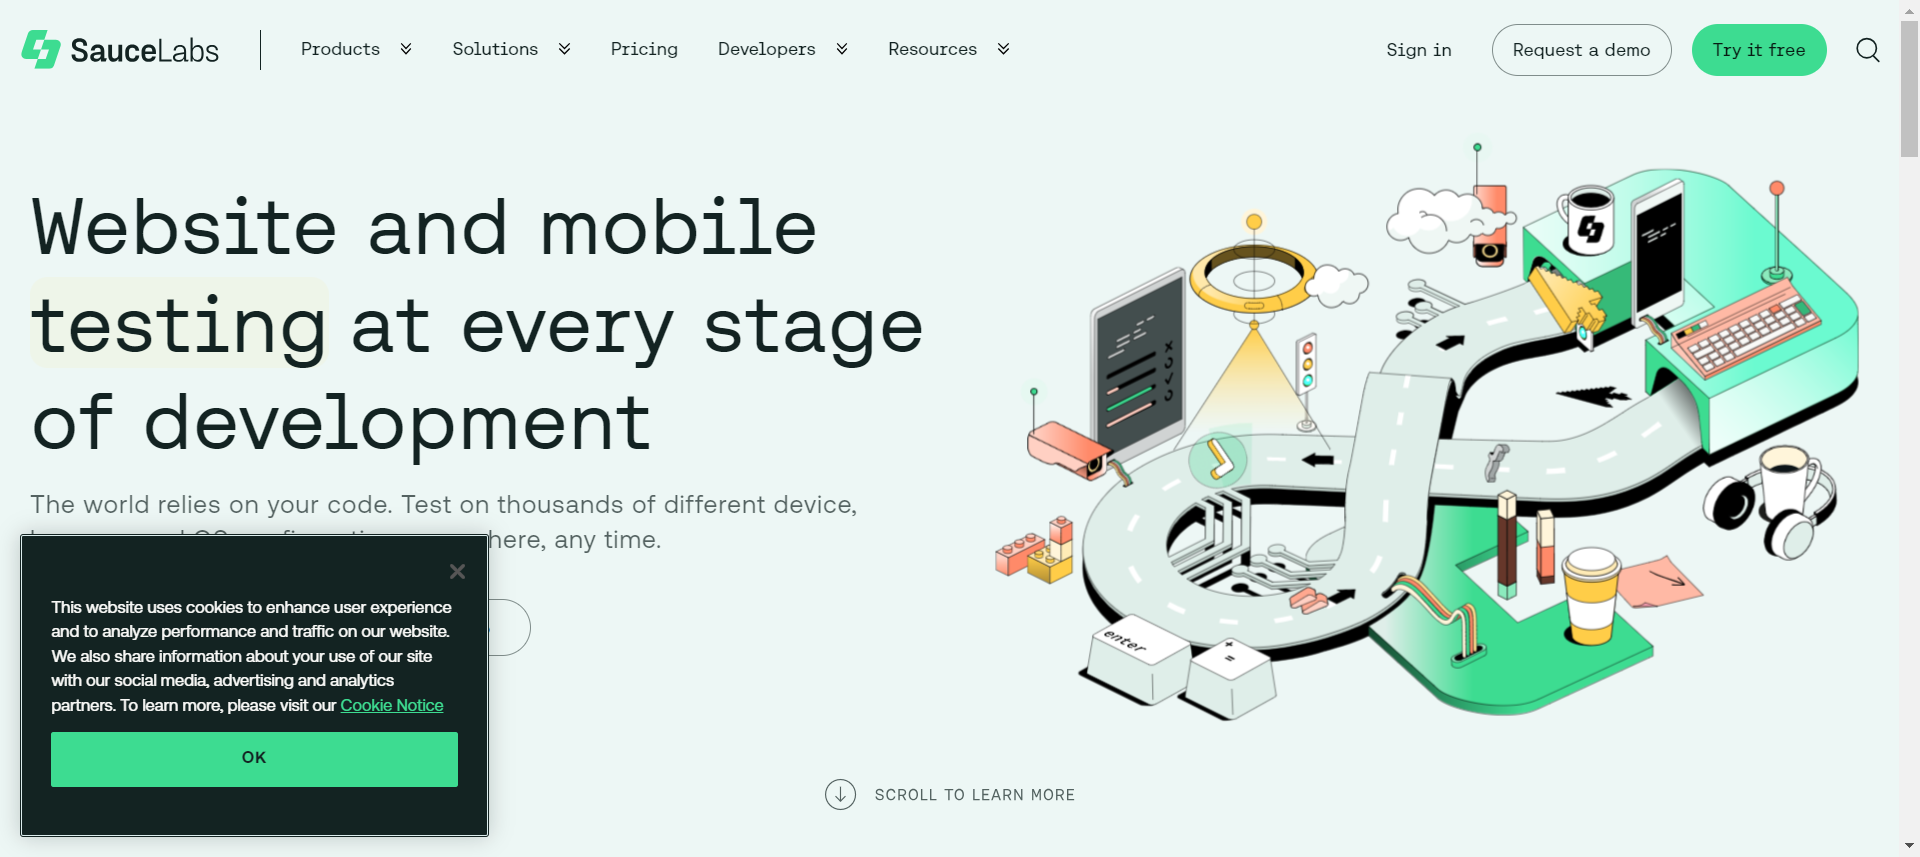 SauceLabs
Products
Solutions
Pricing
Developers
Resources
Sign in
Request a demo
Try it free
Website and mobile
testing at every stage
of development
The world relies on your code. Test on thousands of different device,
here, any time.
This website uses cookies to enhance user experience
and to analyze performance and traffic on our website.
We also share information about your use of our site
with our social media, advertising and analytics
partners. To learn more, please visit our Cookie Notice
OK
enter
+
=
SCROLL TO LEARN MORE